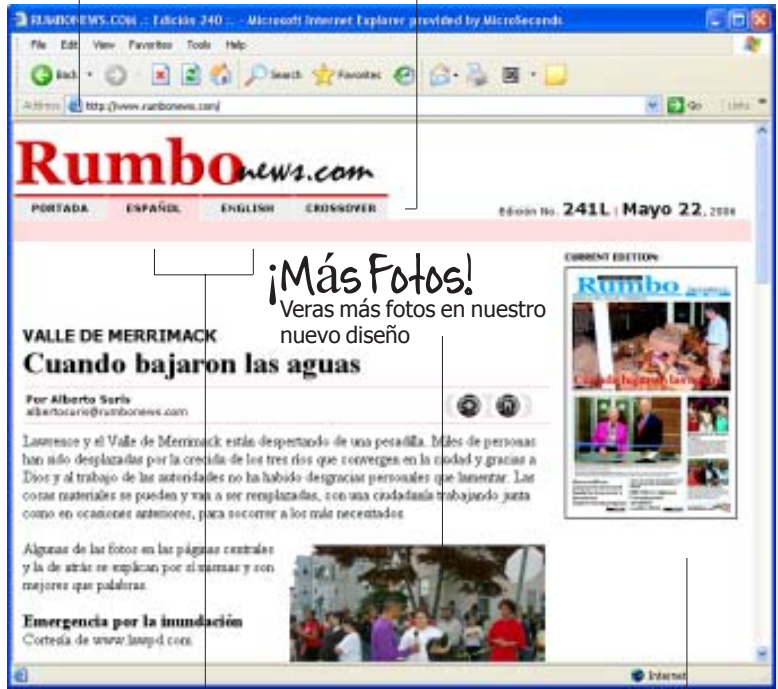 RUMBONEWS.COM .: Edición 240 :. - Microsoft Internet Explorer provided by MicroSeconds
File Edit View Favorites Tools Help
Back Search Favorites
Address http://www.rumbonews.com/ Go Links
Rumbonews.com
PORTADA ESPAÑOL ENGLISH CROSSOVER
Edición No. 241L | Mayo 22, 2006
¡Más Fotos!
Veras más fotos en nuestro
nuevo diseño
CURRENT EDITION:
Rumbo
Cuando bajaron las aguas
VALLE DE MERRIMACK
Cuando bajaron las aguas
Por Alberto Suris
albertosuris@rumbonews.com
Lawrence y el Valle de Merrimack están despertando de una pesadilla. Miles de personas
han sido desplazadas por la crecida de los tres ríos que convergen en la ciudad y gracias a
Dios y al trabajo de las autoridades no ha habido desgracias personales que lamentar. Las
cosas materiales se pueden y van a ser remplazadas, con una ciudadanía trabajando junta
como en ocasiones anteriores, para socorrer a los más necesitados.
Algunas de las fotos en las páginas centrales
y la de atrás se explican por sí mismas y son
mejores que palabras.
Emergencia por la inundación
Cortesía de www.lawpd.com
Internet